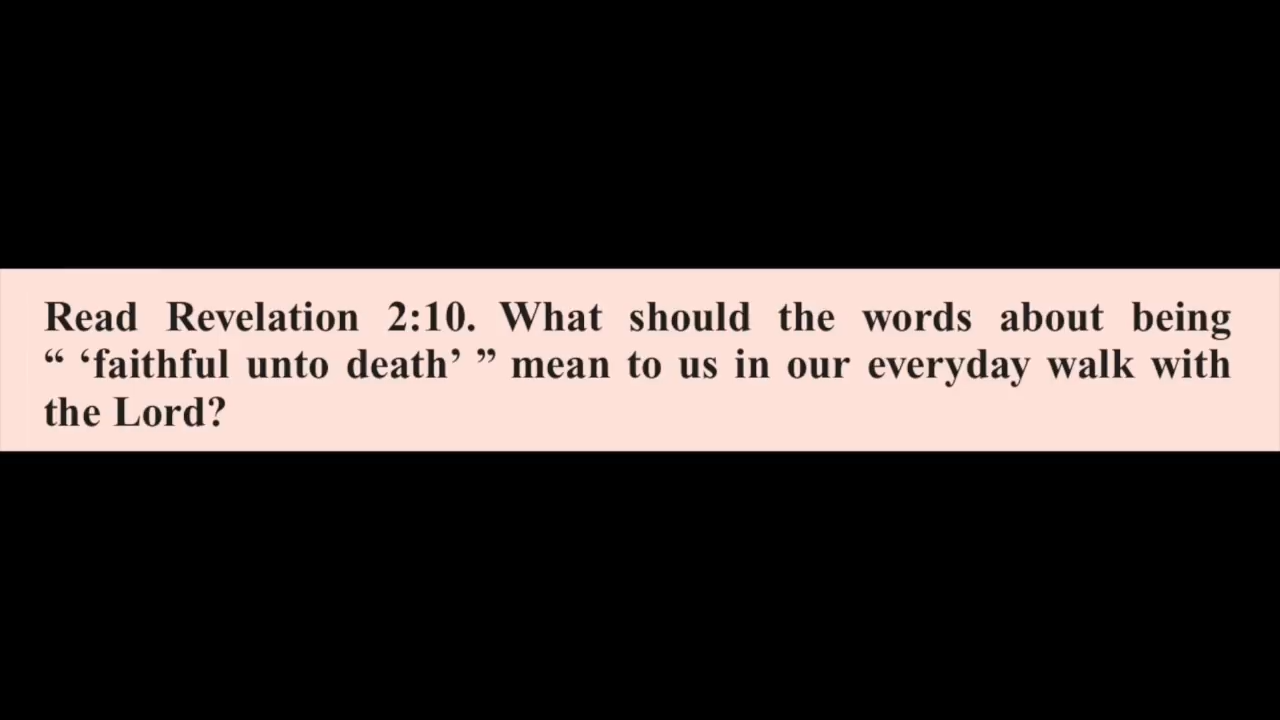 Read Revelation 2:10. What should the words about being
“ ‘faithful unto death’ ” mean to us in our everyday walk with
the Lord?